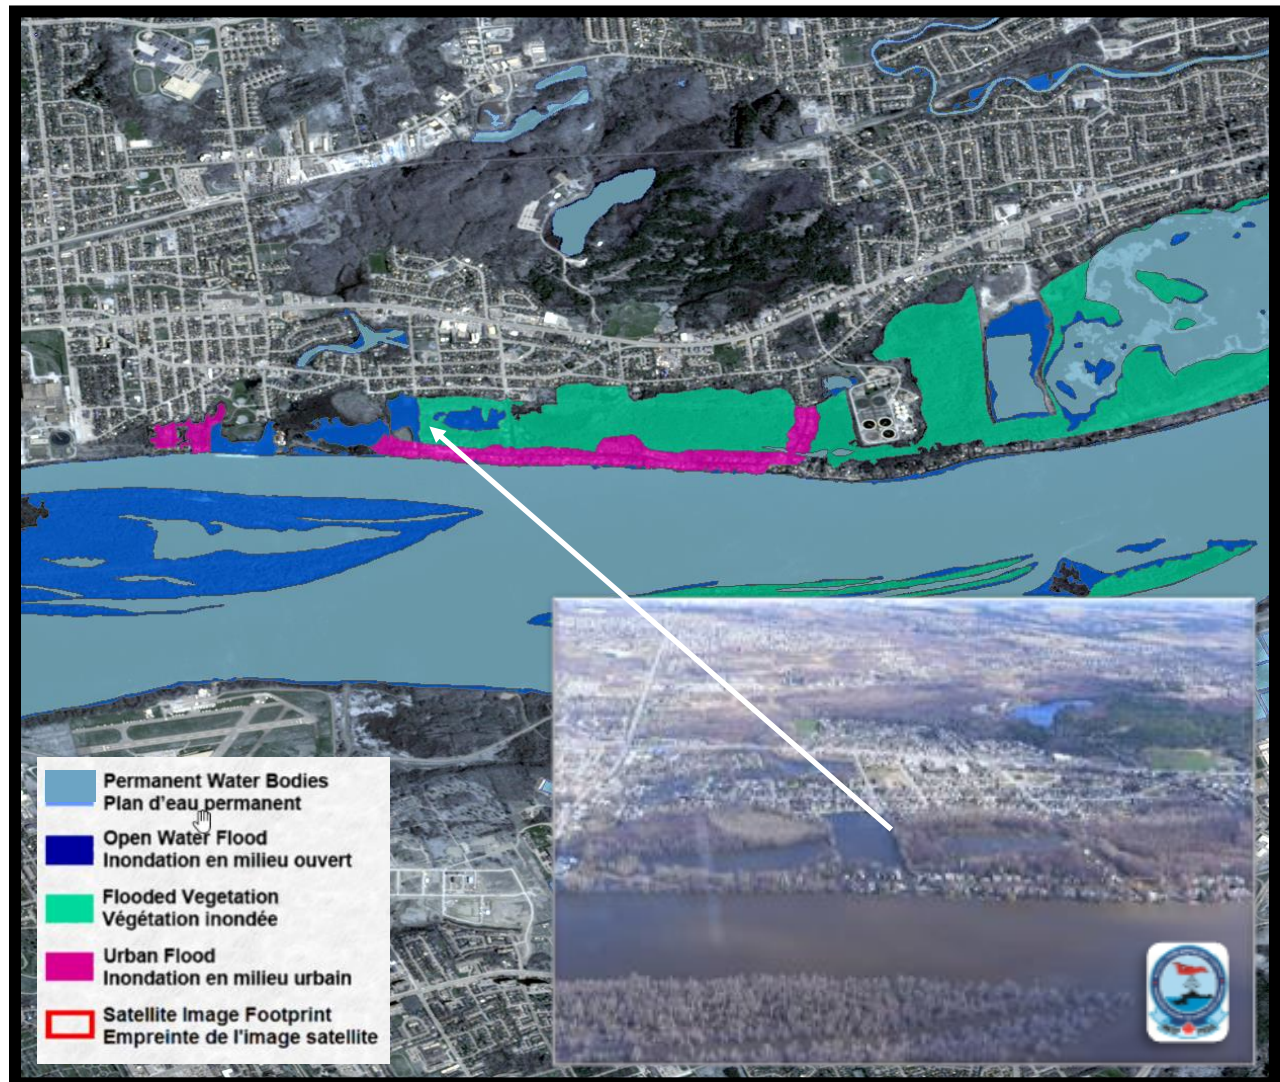 Permanent Water Bodies
Plan d'eau permanent
Open Water Flood
Inondation en milieu ouvert
Flooded Vegetation
Végétation inondée
Urban Flood
Inondation en milieu urbain
Satellite Image Footprint
Empreinte de l'image satellite